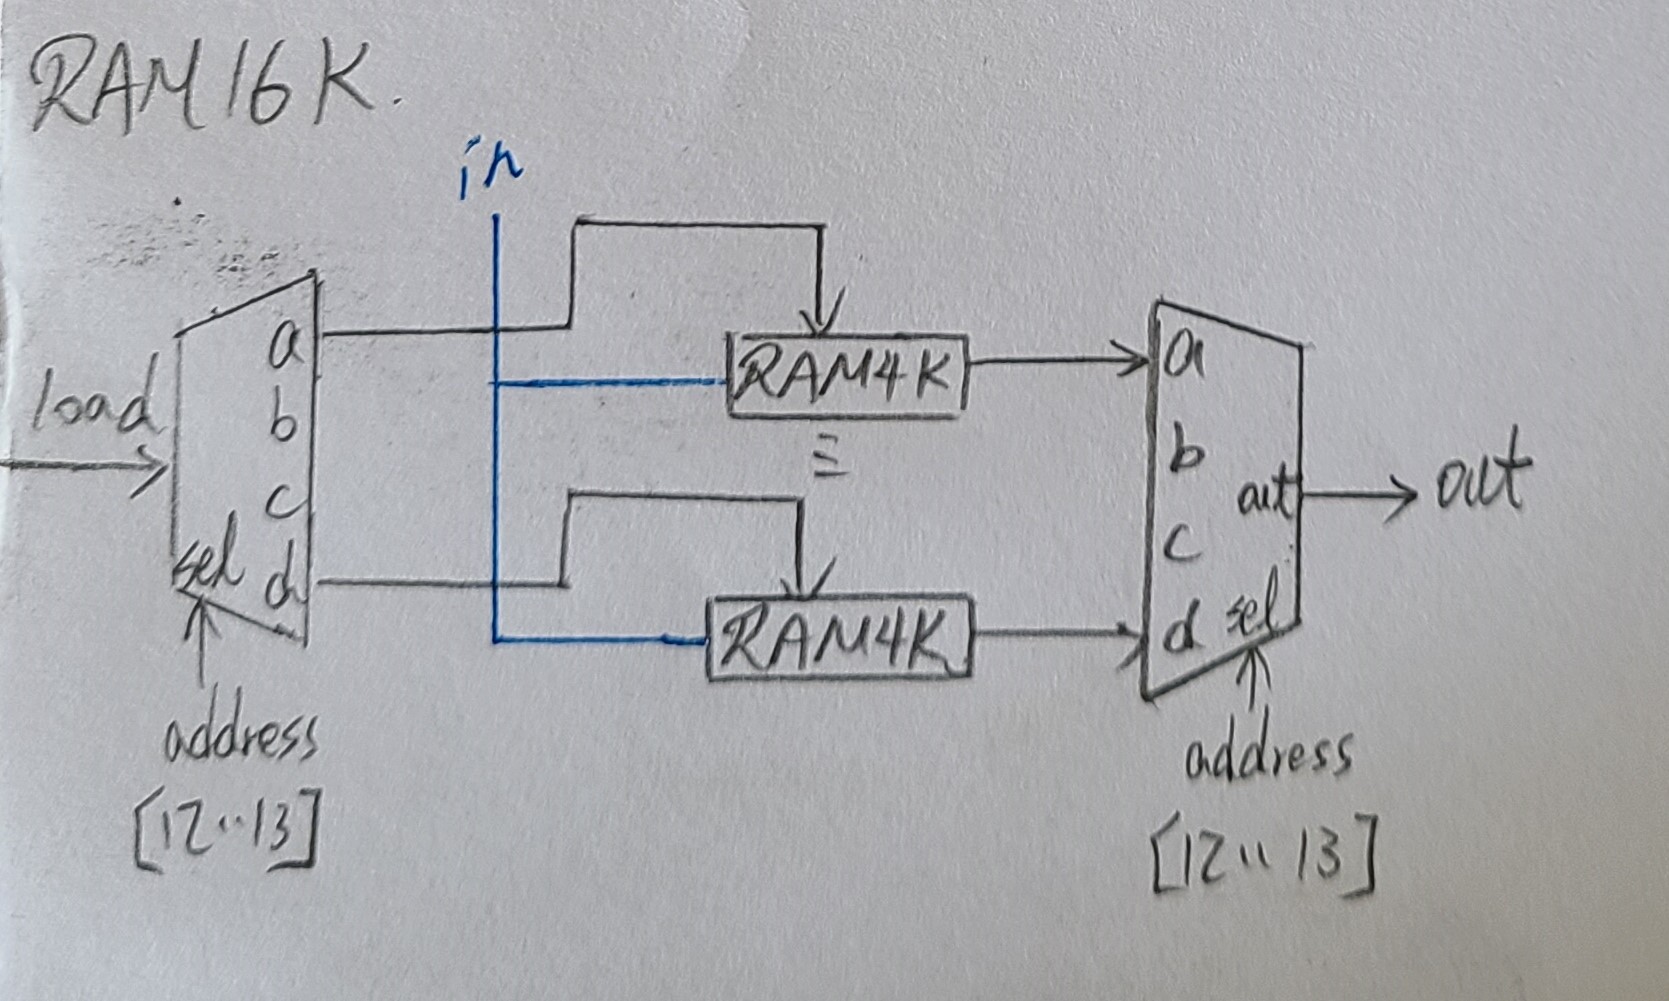 RAM16K.
in
load
a
b
c
d
sel
address
[12..13]
RAM4K
RAM4K
a
b
c
d
out
sel
out
address
[12..13]